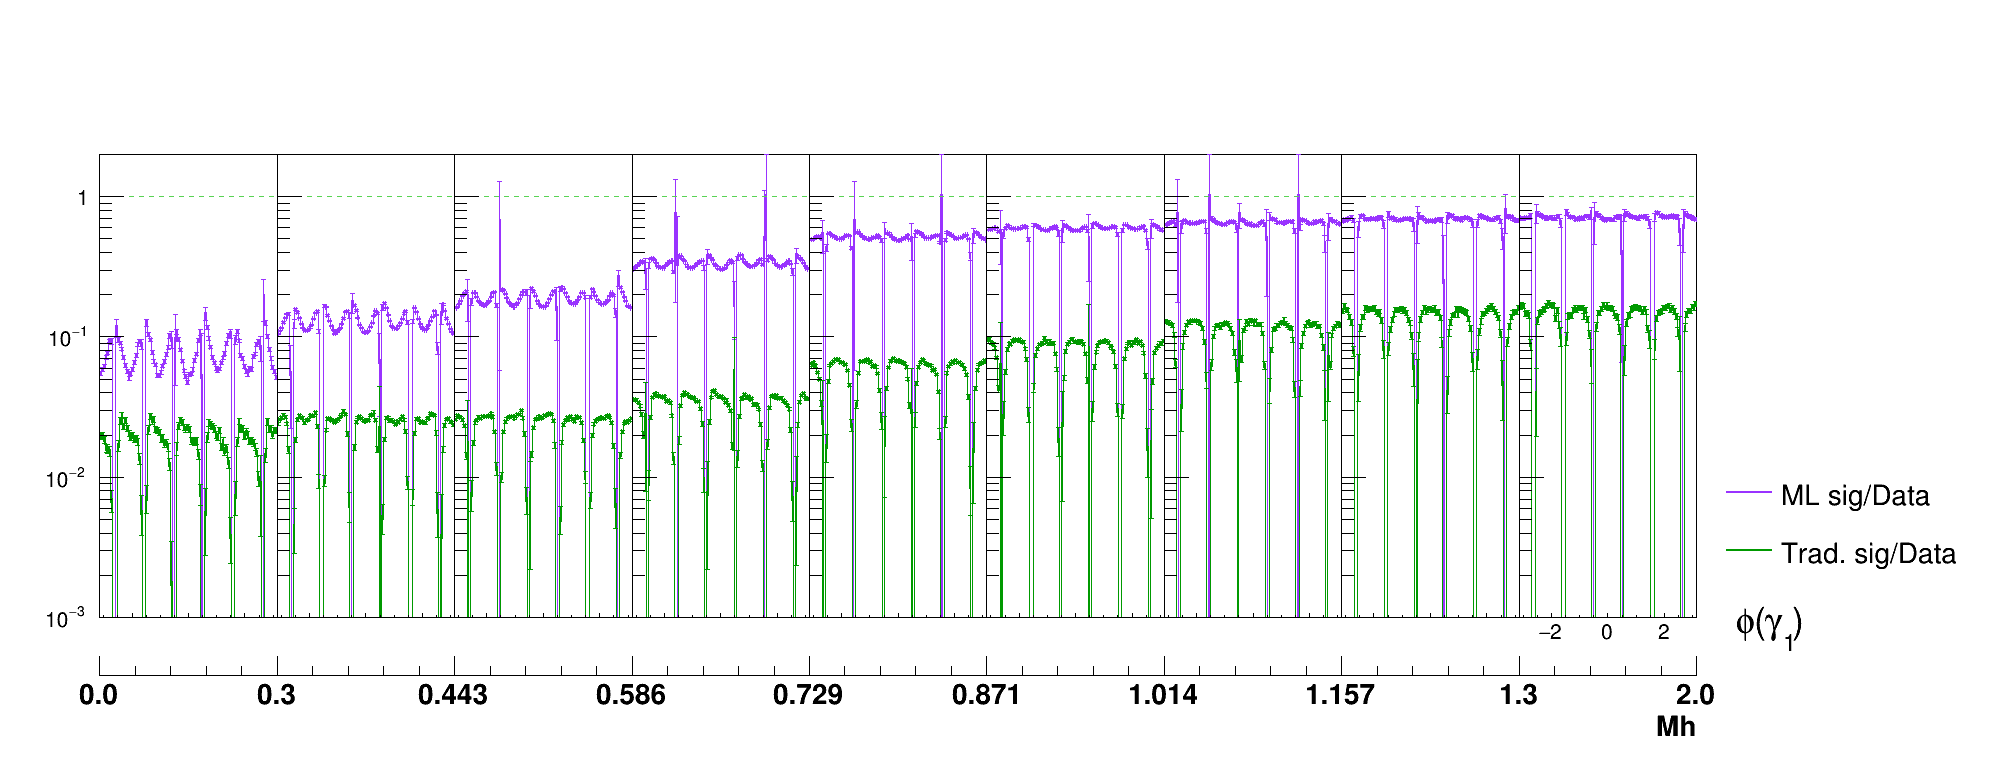 1
10⁻¹
10⁻²
10⁻³
ML sig/Data
Trad. sig/Data
−2 0 2
ϕ(γ₁)
0.0 0.3 0.443 0.586 0.729 0.871 1.014 1.157 1.3 2.0
Mh